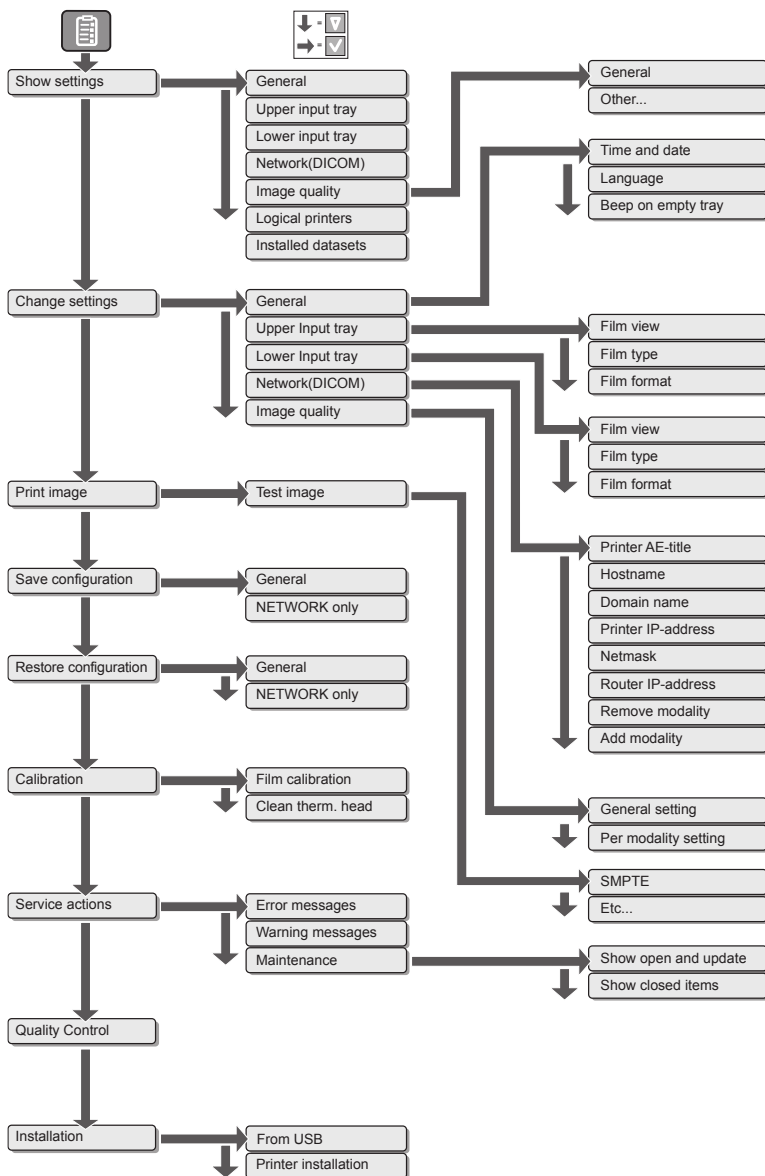 Show settings
General
Upper input tray
Lower input tray
Network(DICOM)
Image quality
Logical printers
Installed datasets
General
Other...
Change settings
General
Upper Input tray
Lower Input tray
Network(DICOM)
Image quality
Time and date
Language
Beep on empty tray
Film view
Film type
Film format
Film view
Film type
Film format
Printer AE-title
Hostname
Domain name
Printer IP-address
Netmask
Router IP-address
Remove modality
Add modality
General setting
Per modality setting
Print image
Test image
SMPTE
Etc...
Save configuration
General
NETWORK only
Restore configuration
General
NETWORK only
Calibration
Film calibration
Clean therm. head
Service actions
Error messages
Warning messages
Maintenance
Show open and update
Show closed items
Quality Control
Installation
From USB
Printer installation